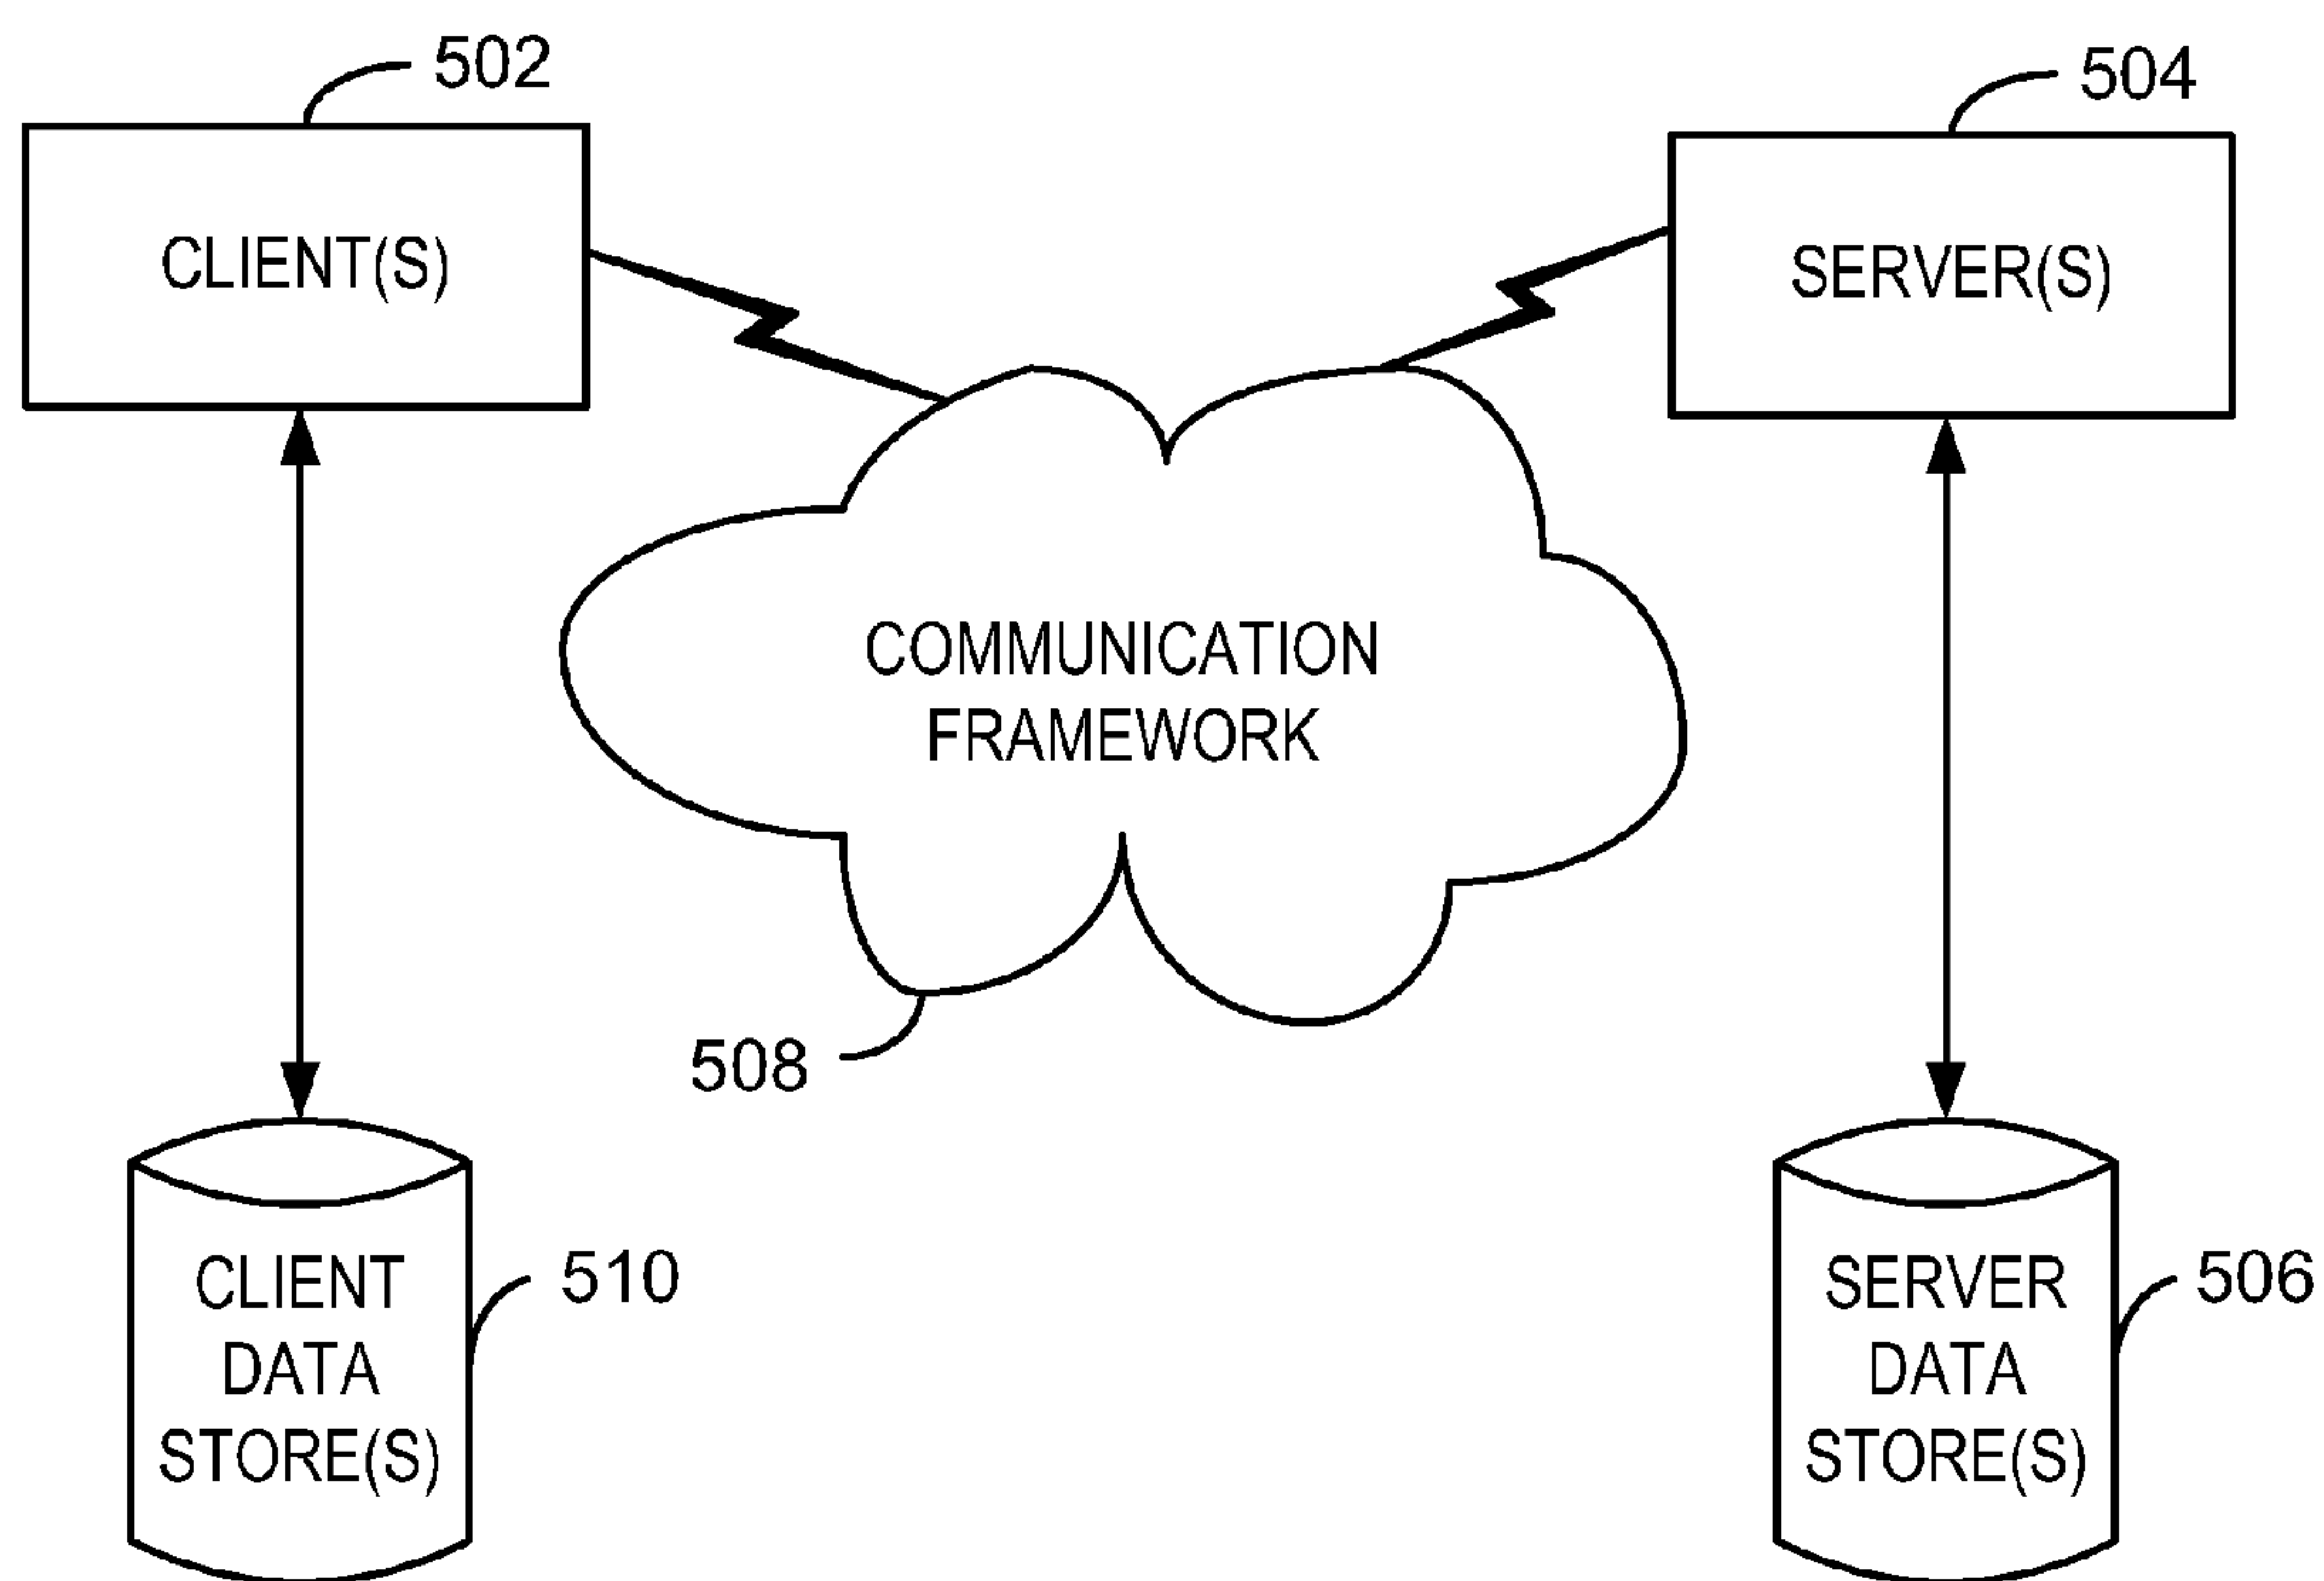 502
504
CLIENT(S)
SERVER(S)
COMMUNICATION
FRAMEWORK
508
CLIENT
DATA
STORE(S)
510
SERVER
DATA
STORE(S)
506